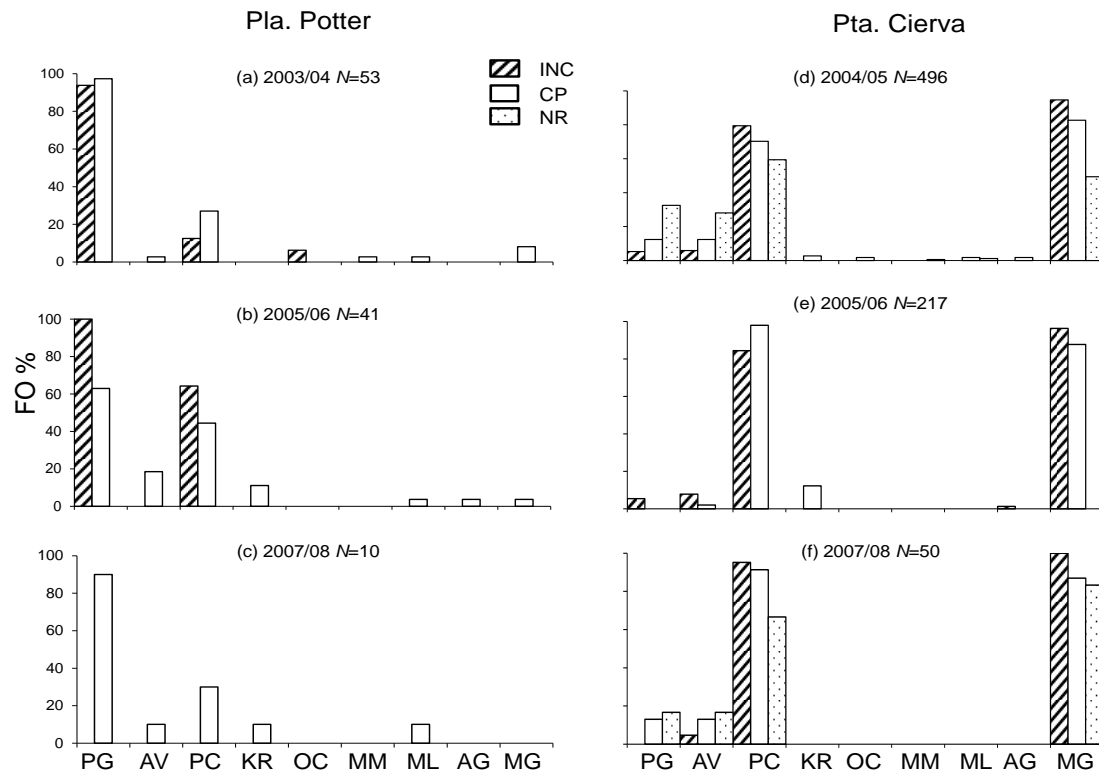 Pla. Potter
Pta. Cierva
(a) 2003/04 N=53
INC
CP
NR
(d) 2004/05 N=496
100
80
60
40
20
0
(b) 2005/06 N=41
(e) 2005/06 N=217
100
80
60
40
20
0
FO %
(c) 2007/08 N=10
(f) 2007/08 N=50
100
80
60
40
20
0
PG AV PC KR OC MM ML AG MG
PG AV PC KR OC MM ML AG MG